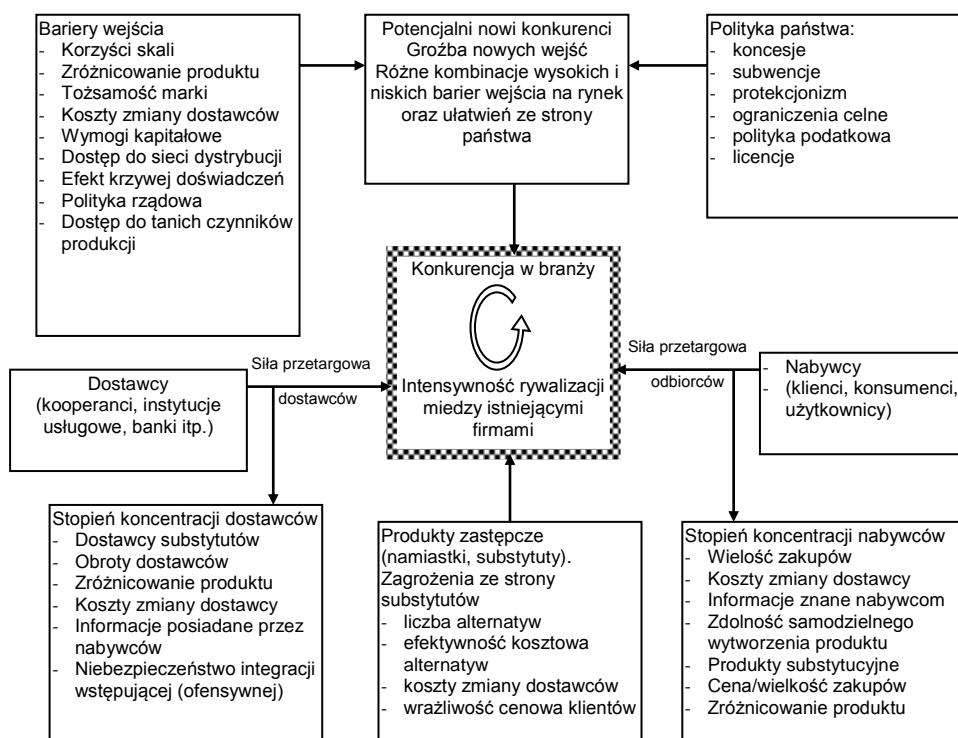 Bariery wejścia
- Korzyści skali
- Zróżnicowanie produktu
- Tożsamość marki
- Koszty zmiany dostawców
- Wymogi kapitałowe
- Dostęp do sieci dystrybucji
- Efekt krzywej doświadczeń
- Polityka rządowa
- Dostęp do tanich czynników
produkcji
Potencjalni nowi konkurenci
Groźba nowych wejść
Różne kombinacje wysokich i
niskich barier wejścia na rynek
oraz ułatwień ze strony
państwa
Polityka państwa:
- koncesje
- subwencje
- protekcjonizm
- ograniczenia celne
- polityka podatkowa
- licencje
Konkurencja w branży
Intensywność rywalizacji
miedzy istniejącymi
firmami
Siła przetargowa
dostawców
Siła przetargowa
odbiorców
Dostawcy
(kooperanci, instytucje
usługowe, banki itp.)
- Nabywcy
- (klienci, konsumenci,
użytkownicy)
Stopień koncentracji dostawców
- Dostawcy substytutów
- Obroty dostawców
- Zróżnicowanie produktu
- Koszty zmiany dostawcy
- Informacje posiadane przez
nabywców
- Niebezpieczeństwo integracji
wstępującej (ofensywnej)
Produkty zastępcze
(namiastki, substytuty).
Zagrożenia ze strony
substytutów
- liczba alternatyw
- efektywność kosztowa
alternatyw
- koszty zmiany dostawców
- wrażliwość cenowa klientów
Stopień koncentracji nabywców
- Wielość zakupów
- Koszty zmiany dostawcy
- Informacje znane nabywcom
- Zdolność samodzielnego
wytworzenia produktu
- Produkty substytucyjne
- Cena/wielkość zakupów
- Zróżnicowanie produktu